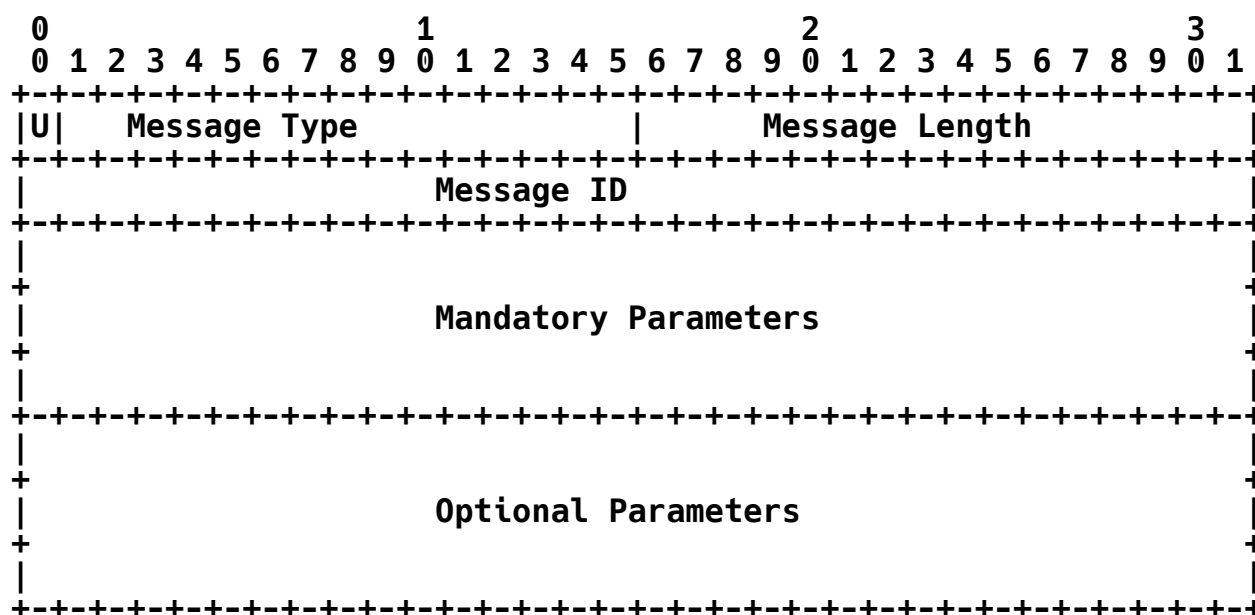 0                   1                   2                   3
 0 1 2 3 4 5 6 7 8 9 0 1 2 3 4 5 6 7 8 9 0 1 2 3 4 5 6 7 8 9 0 1
+-+-+-+-+-+-+-+-+-+-+-+-+-+-+-+-+-+-+-+-+-+-+-+-+-+-+-+-+-+-+-+-+
|U|   Message Type              |      Message Length           |
+-+-+-+-+-+-+-+-+-+-+-+-+-+-+-+-+-+-+-+-+-+-+-+-+-+-+-+-+-+-+-+-+
|                     Message ID                                |
+-+-+-+-+-+-+-+-+-+-+-+-+-+-+-+-+-+-+-+-+-+-+-+-+-+-+-+-+-+-+-+-+
|                                                               |
+                                                               +
|                     Mandatory Parameters                      |
+                                                               +
|                                                               |
+-+-+-+-+-+-+-+-+-+-+-+-+-+-+-+-+-+-+-+-+-+-+-+-+-+-+-+-+-+-+-+-+
|                                                               |
+                                                               +
|                     Optional Parameters                       |
+                                                               +
|                                                               |
+-+-+-+-+-+-+-+-+-+-+-+-+-+-+-+-+-+-+-+-+-+-+-+-+-+-+-+-+-+-+-+-+